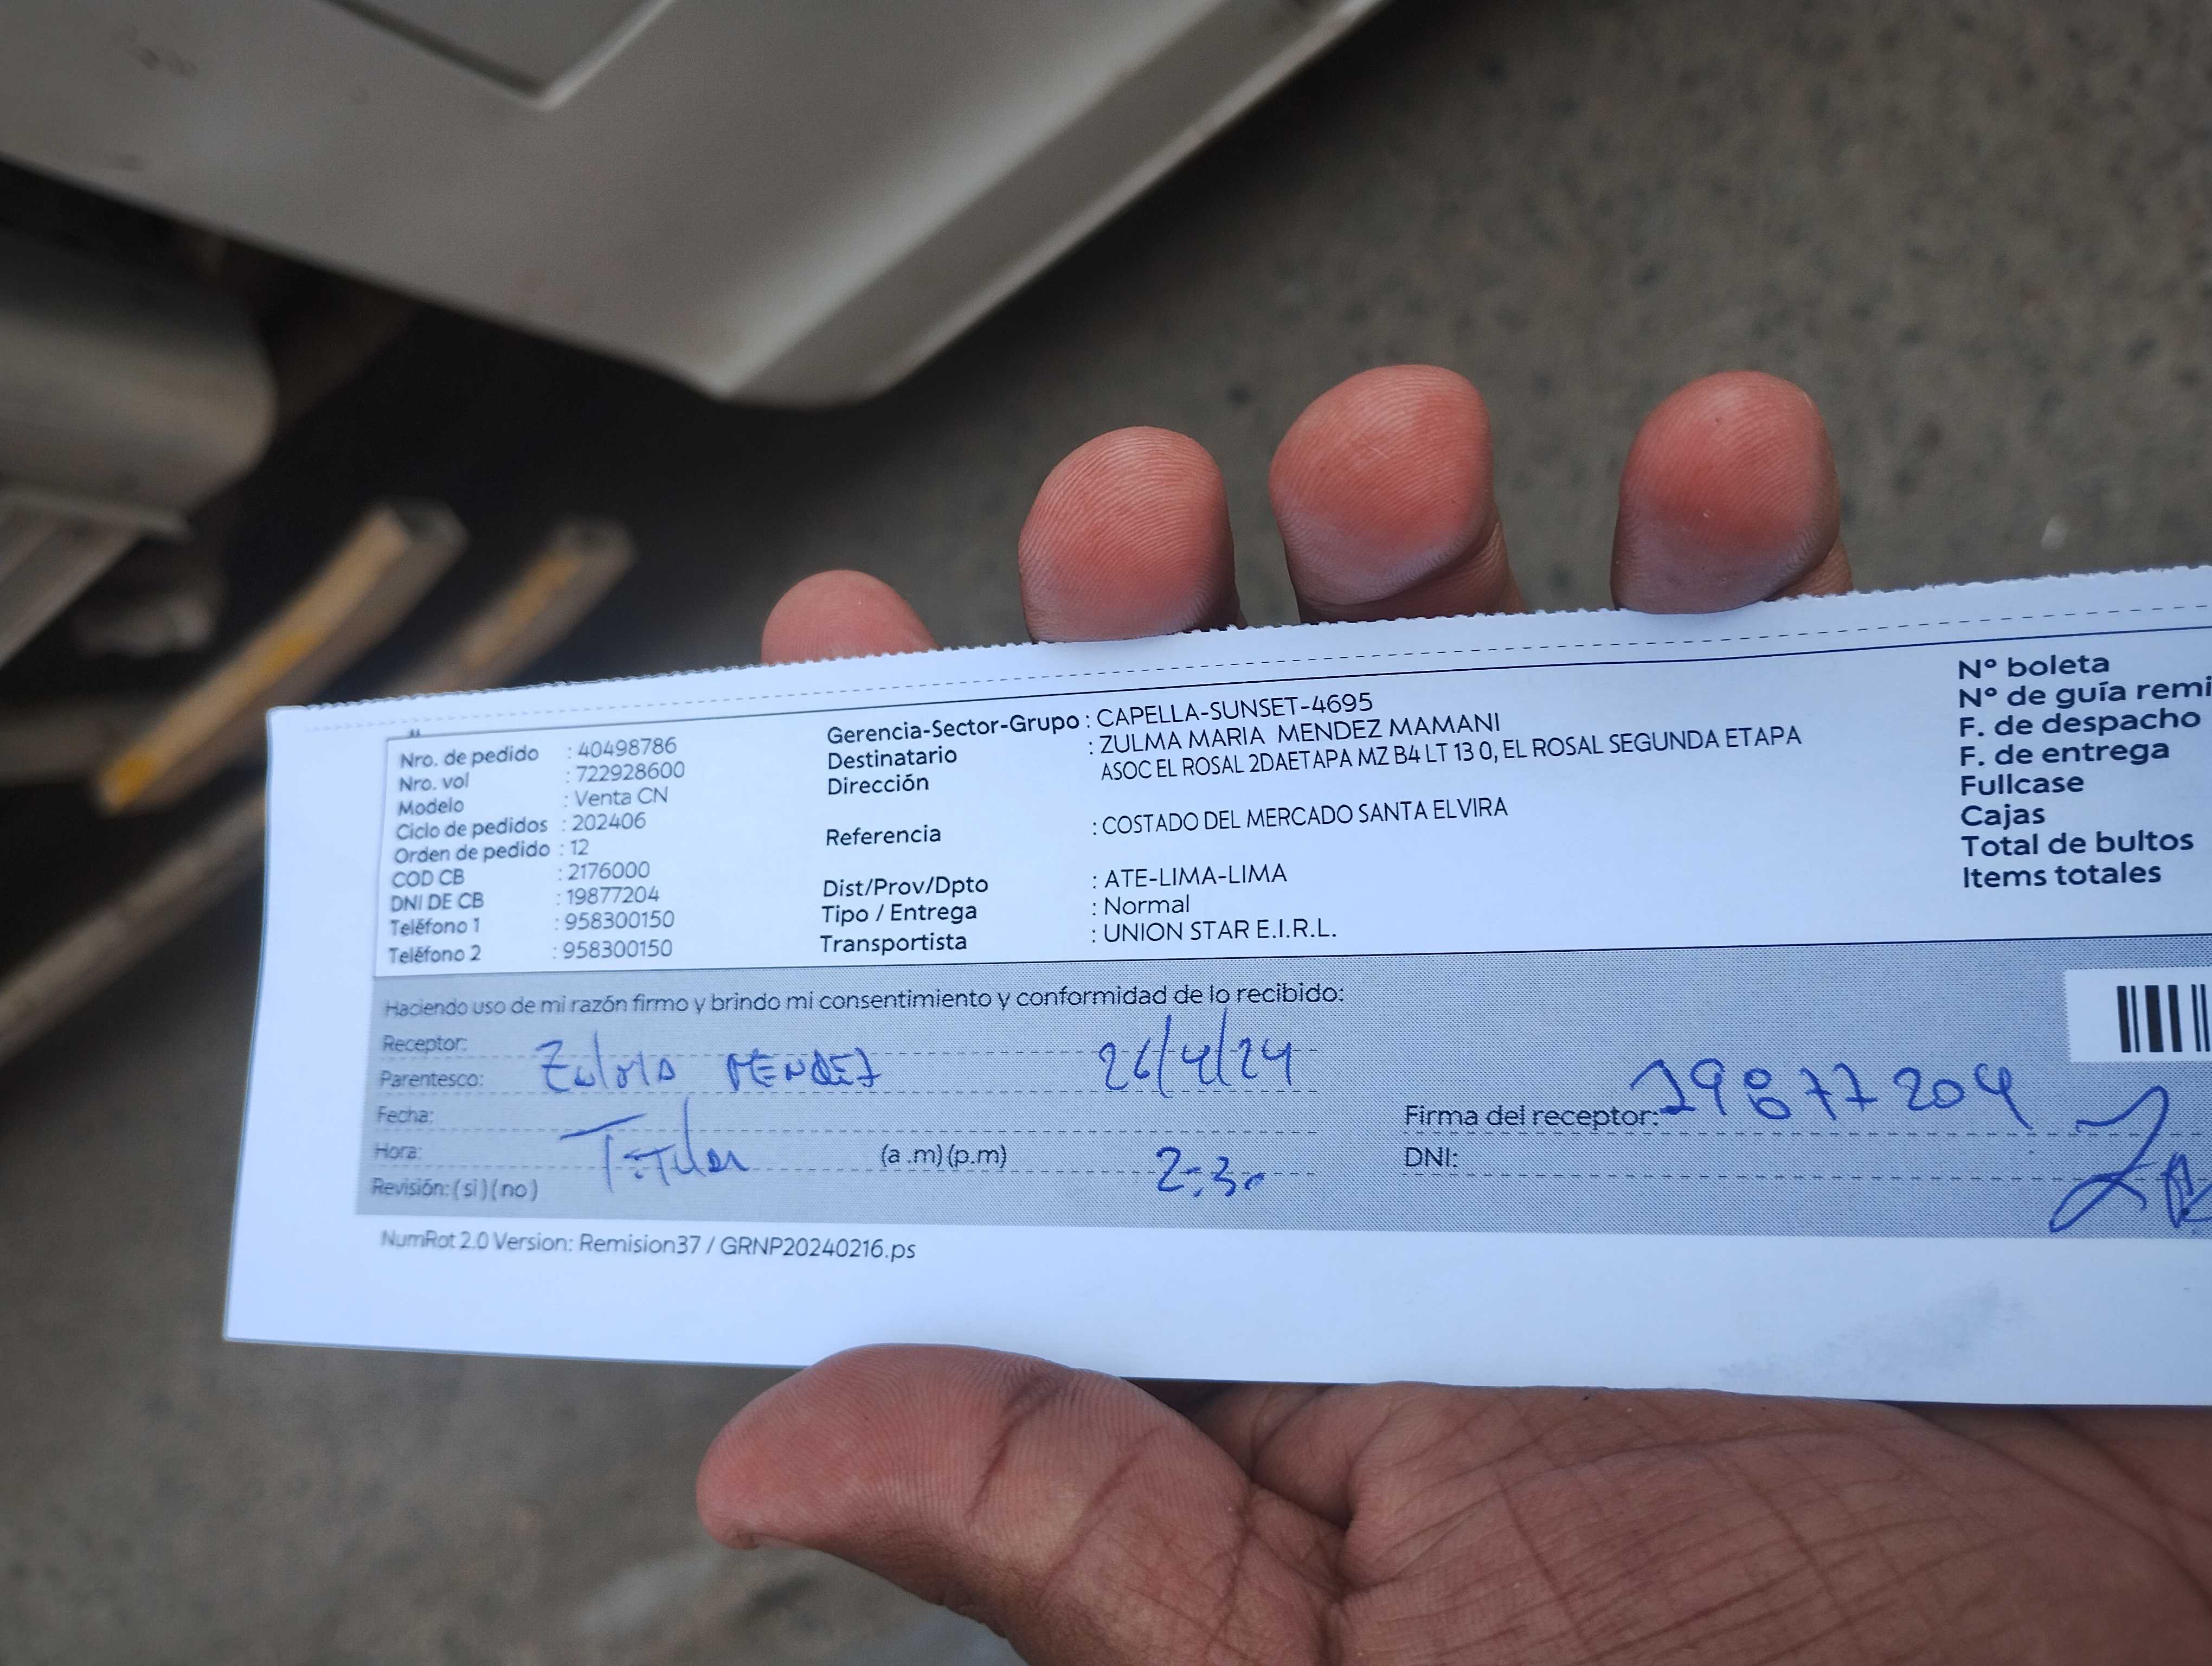 Nro. de pedido : 40498786
Nro. vol : 722928600
Modelo : Venta CN
Ciclo de pedidos : 202406
Orden de pedido : 12
COD CB : 2176000
DNI DE CB : 19877204
Teléfono 1 : 958300150
Teléfono 2 : 958300150
Gerencia-Sector-Grupo : CAPELLA-SUNSET-4695
Destinatario : ZULMA MARIA MENDEZ MAMANI
Dirección ASOC EL ROSAL 2DAETAPA MZ B4 LT 13 0, EL ROSAL SEGUNDA ETAPA
Referencia : COSTADO DEL MERCADO SANTA ELVIRA
Dist/Prov/Dpto : ATE-LIMA-LIMA
Tipo / Entrega : Normal
Transportista : UNION STAR E.I.R.L.
Nº boleta
Nº de guía remi
F. de despacho
F. de entrega
Fullcase
Cajas
Total de bultos
Items totales
Haciendo uso de mi razón firmo y brindo mi consentimiento y conformidad de lo recibido:
Receptor:
Parentesco: Zulma MENDEZ 26/4/24
Fecha:
Hora: Titular (a .m) (p.m) 2:30
Revisión: ( si ) ( no )
Firma del receptor: 19877204
DNI:
NumRot 2.0 Version: Remision37 / GRNP20240216.ps